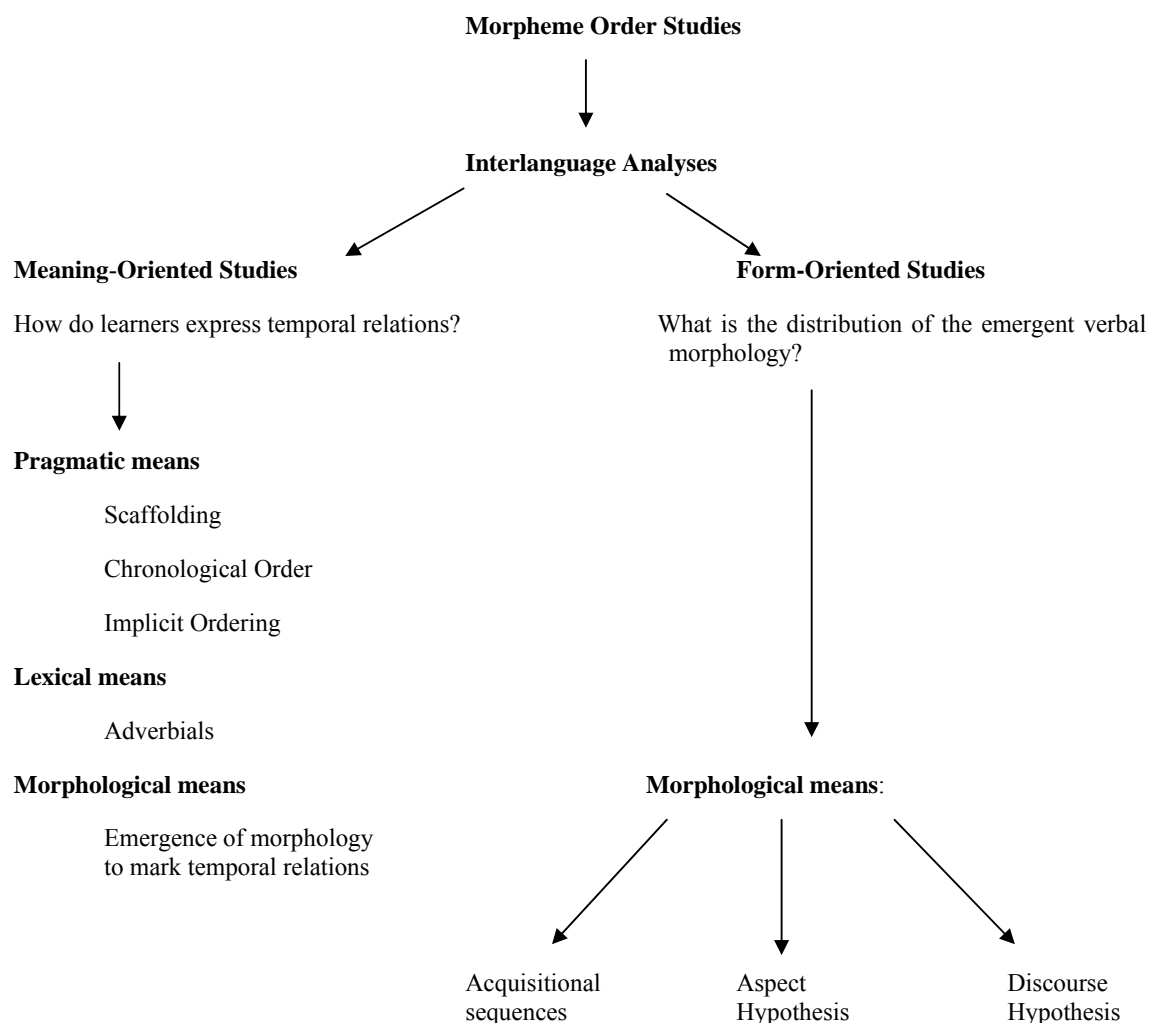 Morpheme Order Studies
Interlanguage Analyses
Meaning-Oriented Studies
How do learners express temporal relations?
Pragmatic means
Scaffolding
Chronological Order
Implicit Ordering
Lexical means
Adverbials
Morphological means
Emergence of morphology
to mark temporal relations
Form-Oriented Studies
What is the distribution of the emergent verbal
morphology?
Morphological means:
Acquisitional
sequences
Aspect
Hypothesis
Discourse
Hypothesis